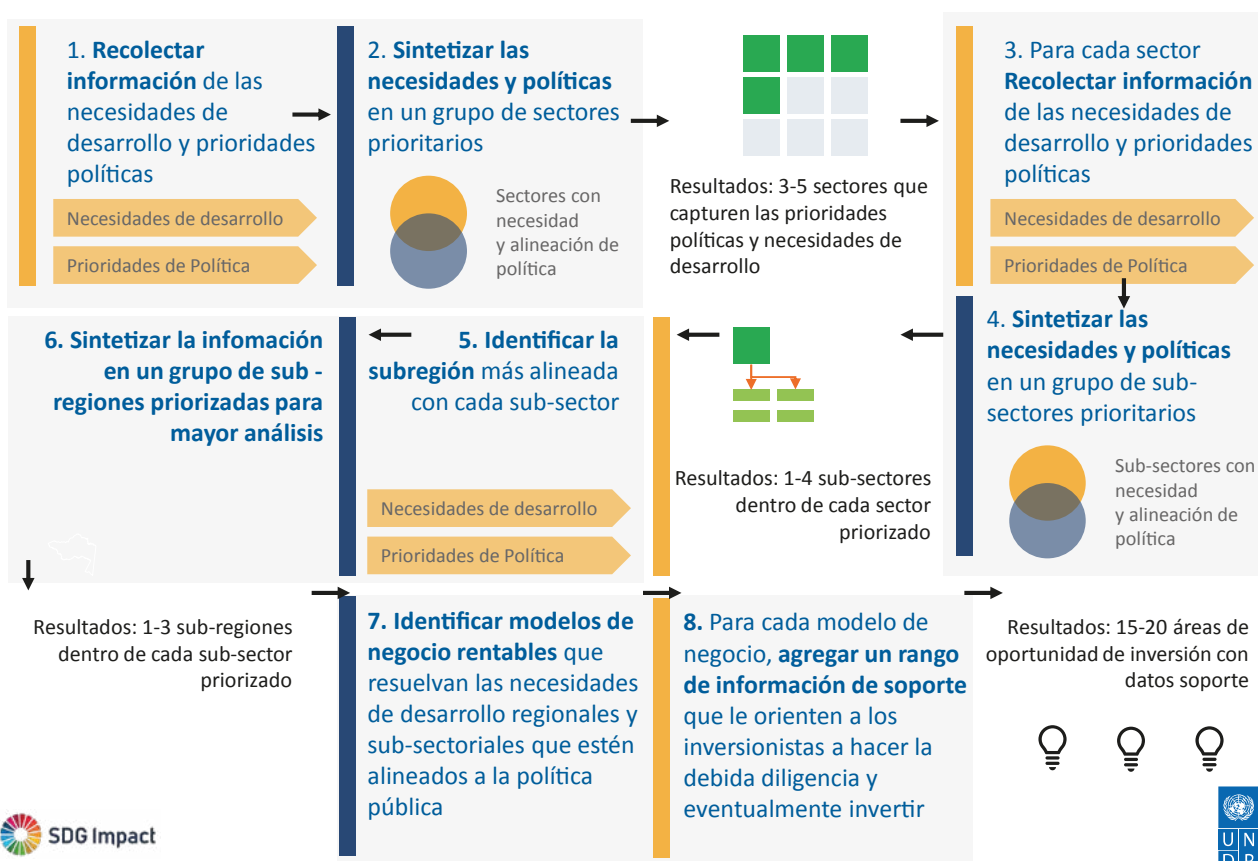 1. Recolectar
información de las
necesidades de
desarrollo y prioridades
políticas
Necesidades de desarrollo
Prioridades de Política
2. Sintetizar las
necesidades y políticas
en un grupo de sectores
prioritarios
Sectores con
necesidad
y alineación de
política
Resultados: 3-5 sectores que
capturen las prioridades
políticas y necesidades de
desarrollo
3. Para cada sector
Recolectar información
de las necesidades de
desarrollo y prioridades
políticas
Necesidades de desarrollo
Prioridades de Política
4. Sintetizar las
necesidades y políticas
en un grupo de sub-
sectores prioritarios
Sub-sectores con
necesidad
y alineación de
política
Resultados: 1-4 sub-sectores
dentro de cada sector
priorizado
5. Identificar la
subregión más alineada
con cada sub-sector
Necesidades de desarrollo
Prioridades de Política
6. Sintetizar la infomación
en un grupo de sub -
regiones priorizadas para
mayor análisis
Resultados: 1-3 sub-regiones
dentro de cada sub-sector
priorizado
7. Identificar modelos de
negocio rentables que
resuelvan las necesidades
de desarrollo regionales y
sub-sectoriales que estén
alineados a la política
pública
8. Para cada modelo de
negocio, agregar un rango
de información de soporte
que le orienten a los
inversionistas a hacer la
debida diligencia y
eventualmente invertir
Resultados: 15-20 áreas de
oportunidad de inversión con
datos soporte
SDG Impact
U N
D P